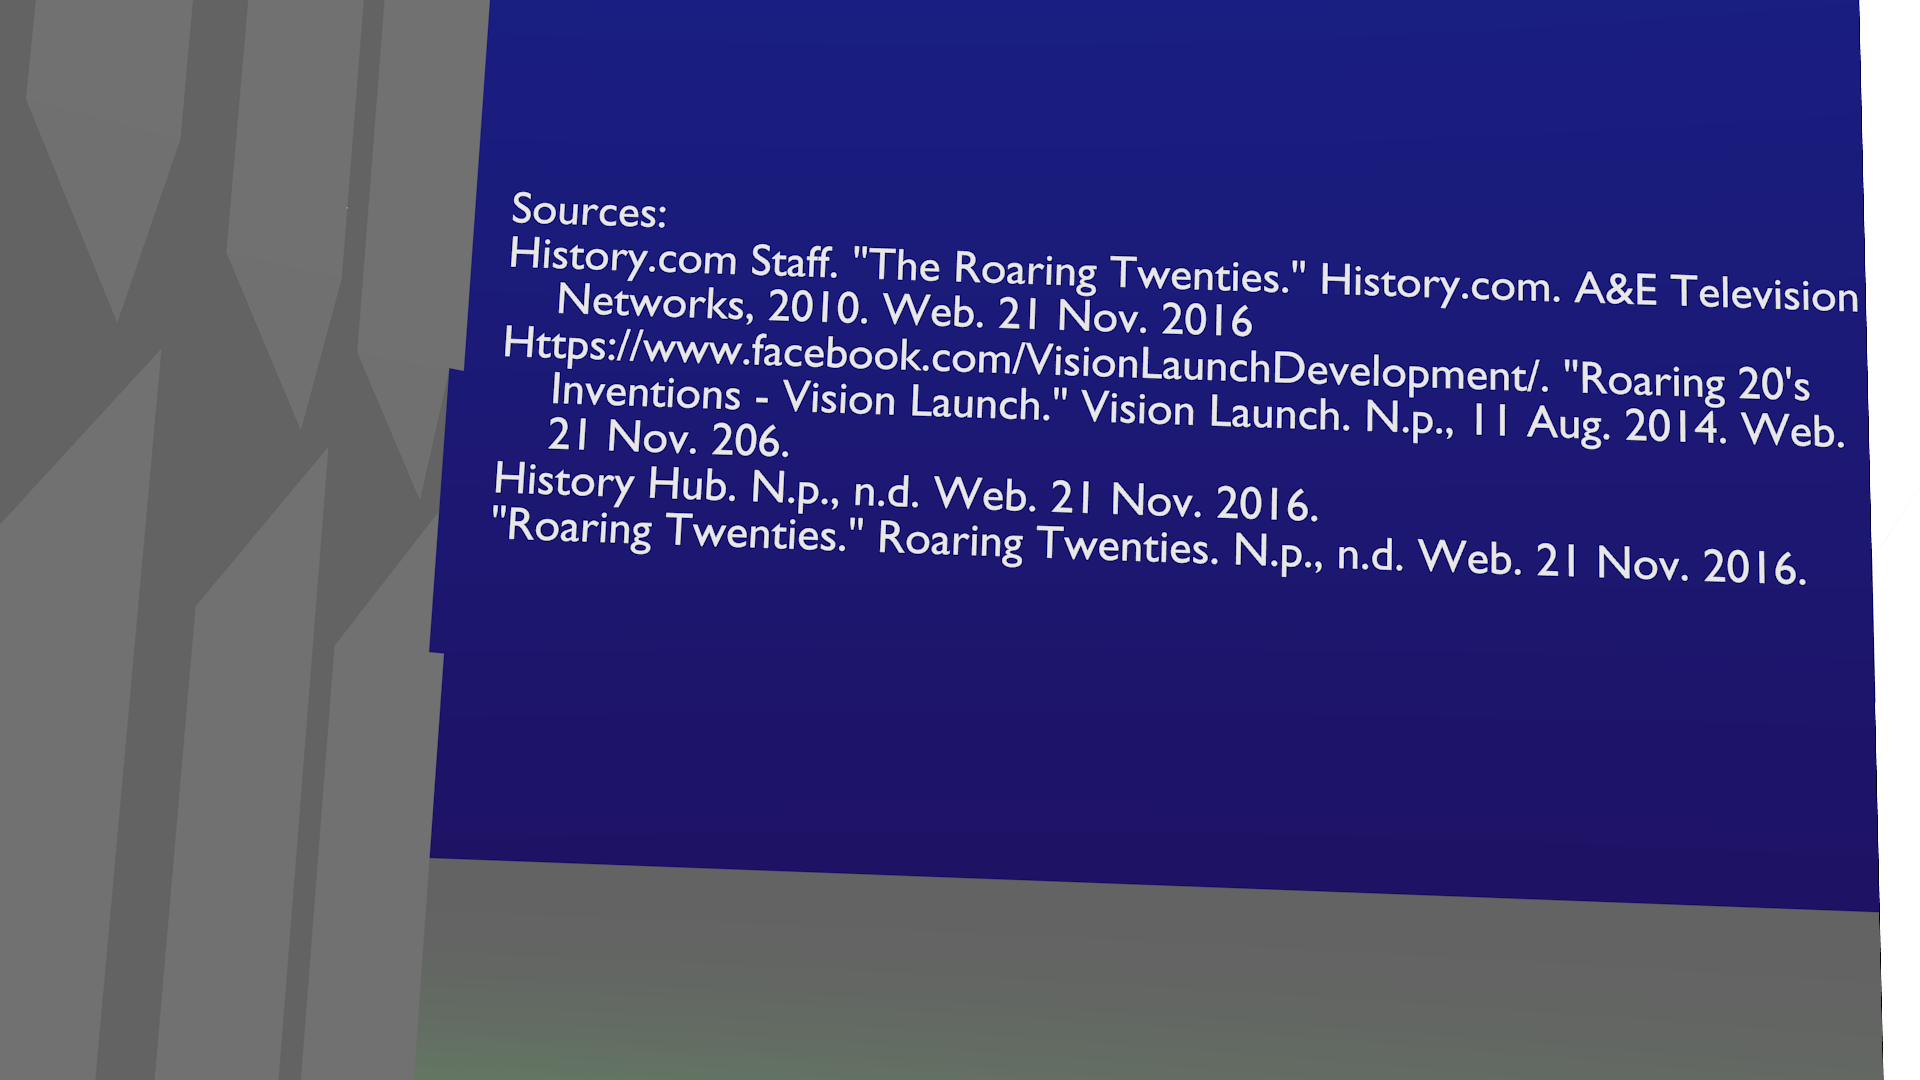 Sources:
History.com Staff. "The Roaring Twenties." History.com. A&E Television
Networks, 2010. Web. 21 Nov. 2016
Https://www.facebook.com/VisionLaunchDevelopment/. "Roaring 20's
Inventions - Vision Launch." Vision Launch. N.p., 11 Aug. 2014. Web.
21 Nov. 206.
History Hub. N.p., n.d. Web. 21 Nov. 2016.
"Roaring Twenties." Roaring Twenties. N.p., n.d. Web. 21 Nov. 2016.